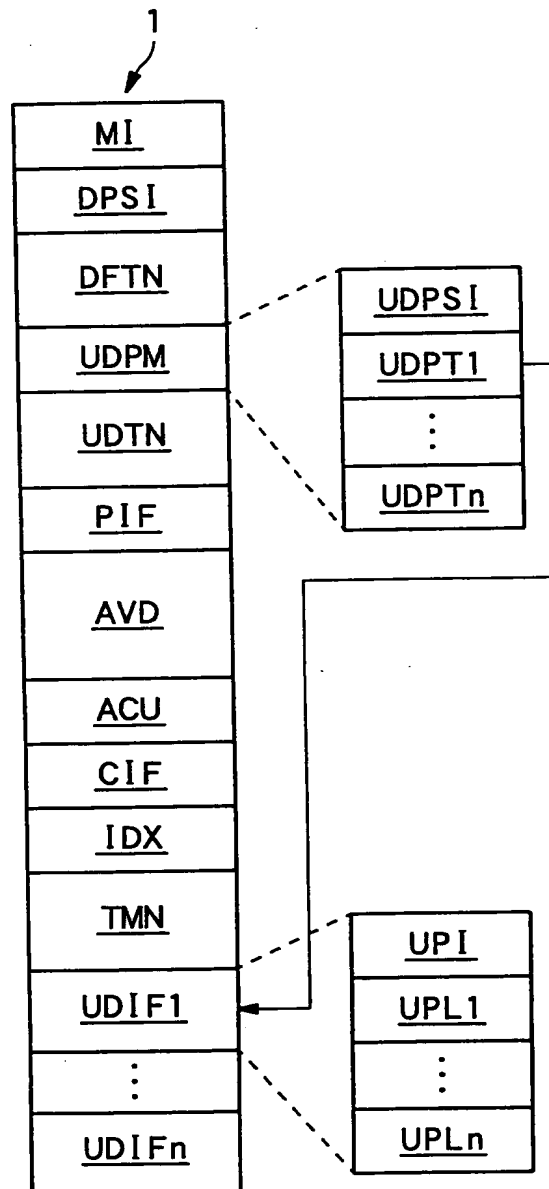 1
MI
DPSI
DFTN
UDPM
UDTN
PIF
AVD
ACU
CIF
IDX
TMN
UDIF1
⋮
UDIFn
UDPSI
UDPT1
⋮
UDPTn
UPI
UPL1
⋮
UPLn